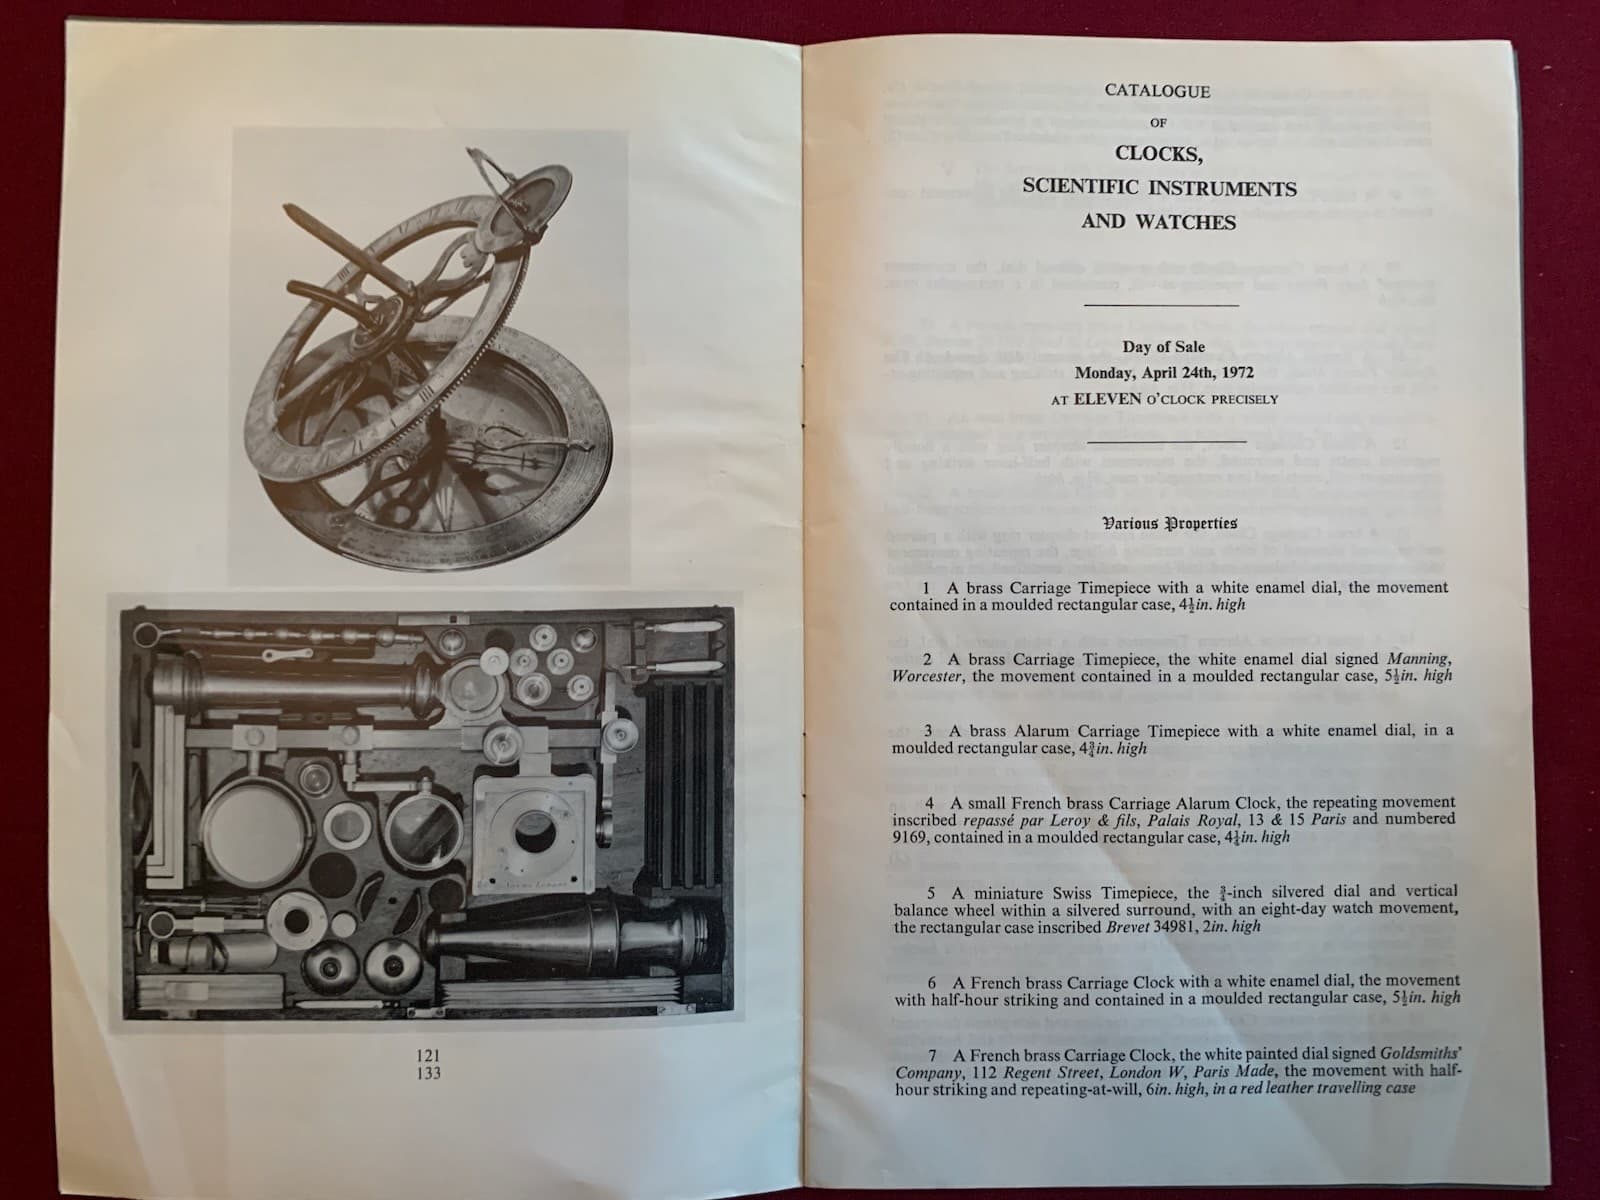 121
133
CATALOGUE
OF
CLOCKS,
SCIENTIFIC INSTRUMENTS
AND WATCHES
Day of Sale
Monday, April 24th, 1972
AT ELEVEN O'CLOCK PRECISELY
Various Properties
1 A brass Carriage Timepiece with a white enamel dial, the movement
contained in a moulded rectangular case, 4½in. high
2 A brass Carriage Timepiece, the white enamel dial signed Manning,
Worcester, the movement contained in a moulded rectangular case, 5½in. high
3 A brass Alarum Carriage Timepiece with a white enamel dial, in a
moulded rectangular case, 4¾in. high
4 A small French brass Carriage Alarum Clock, the repeating movement
inscribed repassé par Leroy & fils, Palais Royal, 13 & 15 Paris and numbered
9169, contained in a moulded rectangular case, 4¼in. high
5 A miniature Swiss Timepiece, the ¾-inch silvered dial and vertical
balance wheel within a silvered surround, with an eight-day watch movement,
the rectangular case inscribed Brevet 34981, 2in. high
6 A French brass Carriage Clock with a white enamel dial, the movement
with half-hour striking and contained in a moulded rectangular case, 5½in. high
7 A French brass Carriage Clock, the white painted dial signed Goldsmiths'
Company, 112 Regent Street, London W, Paris Made, the movement with half-
hour striking and repeating-at-will, 6in. high, in a red leather travelling case